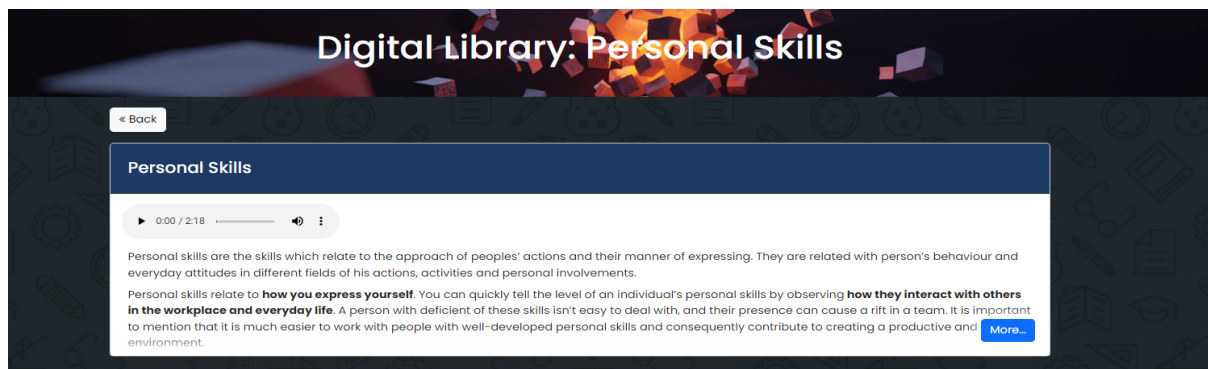 Digital Library: Personal Skills
« Back
Personal Skills
0:00 / 2:18
Personal skills are the skills which relate to the approach of peoples' actions and their manner of expressing. They are related with person's behaviour and
everyday attitudes in different fields of his actions, activities and personal involvements.
Personal skills relate to how you express yourself. You can quickly tell the level of an individual's personal skills by observing how they interact with others
in the workplace and everyday life. A person with deficient of these skills isn't easy to deal with, and their presence can cause a rift in a team. It is important
to mention that it is much easier to work with people with well-developed personal skills and consequently contribute to creating a productive and
environment.
More...